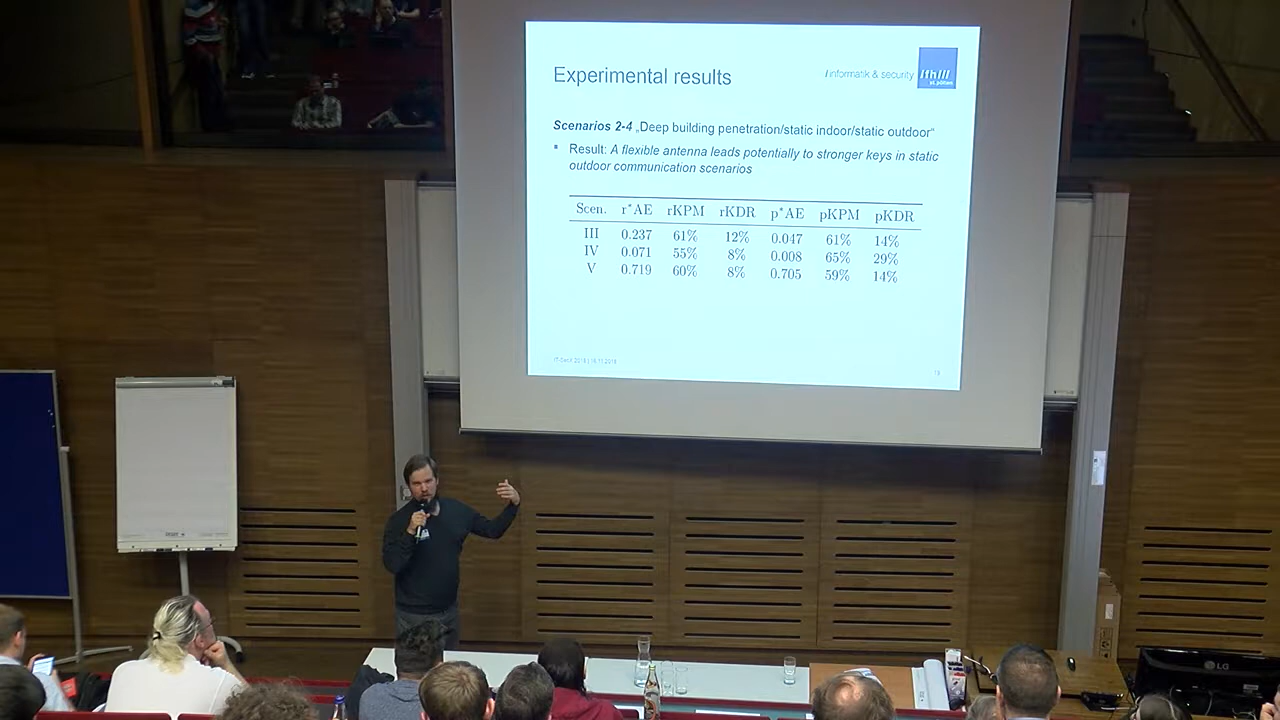 Experimental results
/ informatik & security
/fh///
st.pölten
Scenarios 2-4 „Deep building penetration/static indoor/static outdoor“
▪ Result: A flexible antenna leads potentially to stronger keys in static
outdoor communication scenarios
Scen. r*AE rKPM rKDR p*AE pKPM pKDR
III 0.237 61% 12% 0.047 61% 14%
IV 0.071 55% 8% 0.008 65% 29%
V 0.719 60% 8% 0.705 59% 14%
LG